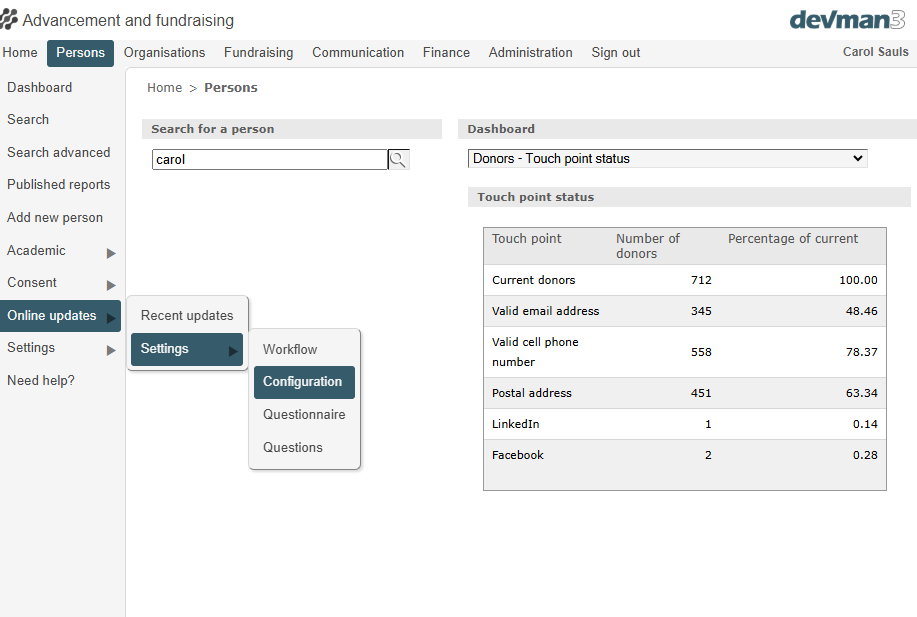 Advancement and fundraising
devman3
Home Persons Organisations Fundraising Communication Finance Administration Sign out Carol Sauls
Dashboard
Search
Search advanced
Published reports
Add new person
Academic
Consent
Online updates
Settings
Need help?
Home > Persons
Search for a person
carol
Recent updates
Settings
Workflow
Configuration
Questionnaire
Questions
Dashboard
Donors - Touch point status
Touch point status
Touch point Number of Percentage of current
donors
Current donors 712 100.00
Valid email address 345 48.46
Valid cell phone
number 558 78.37
Postal address 451 63.34
LinkedIn 1 0.14
Facebook 2 0.28